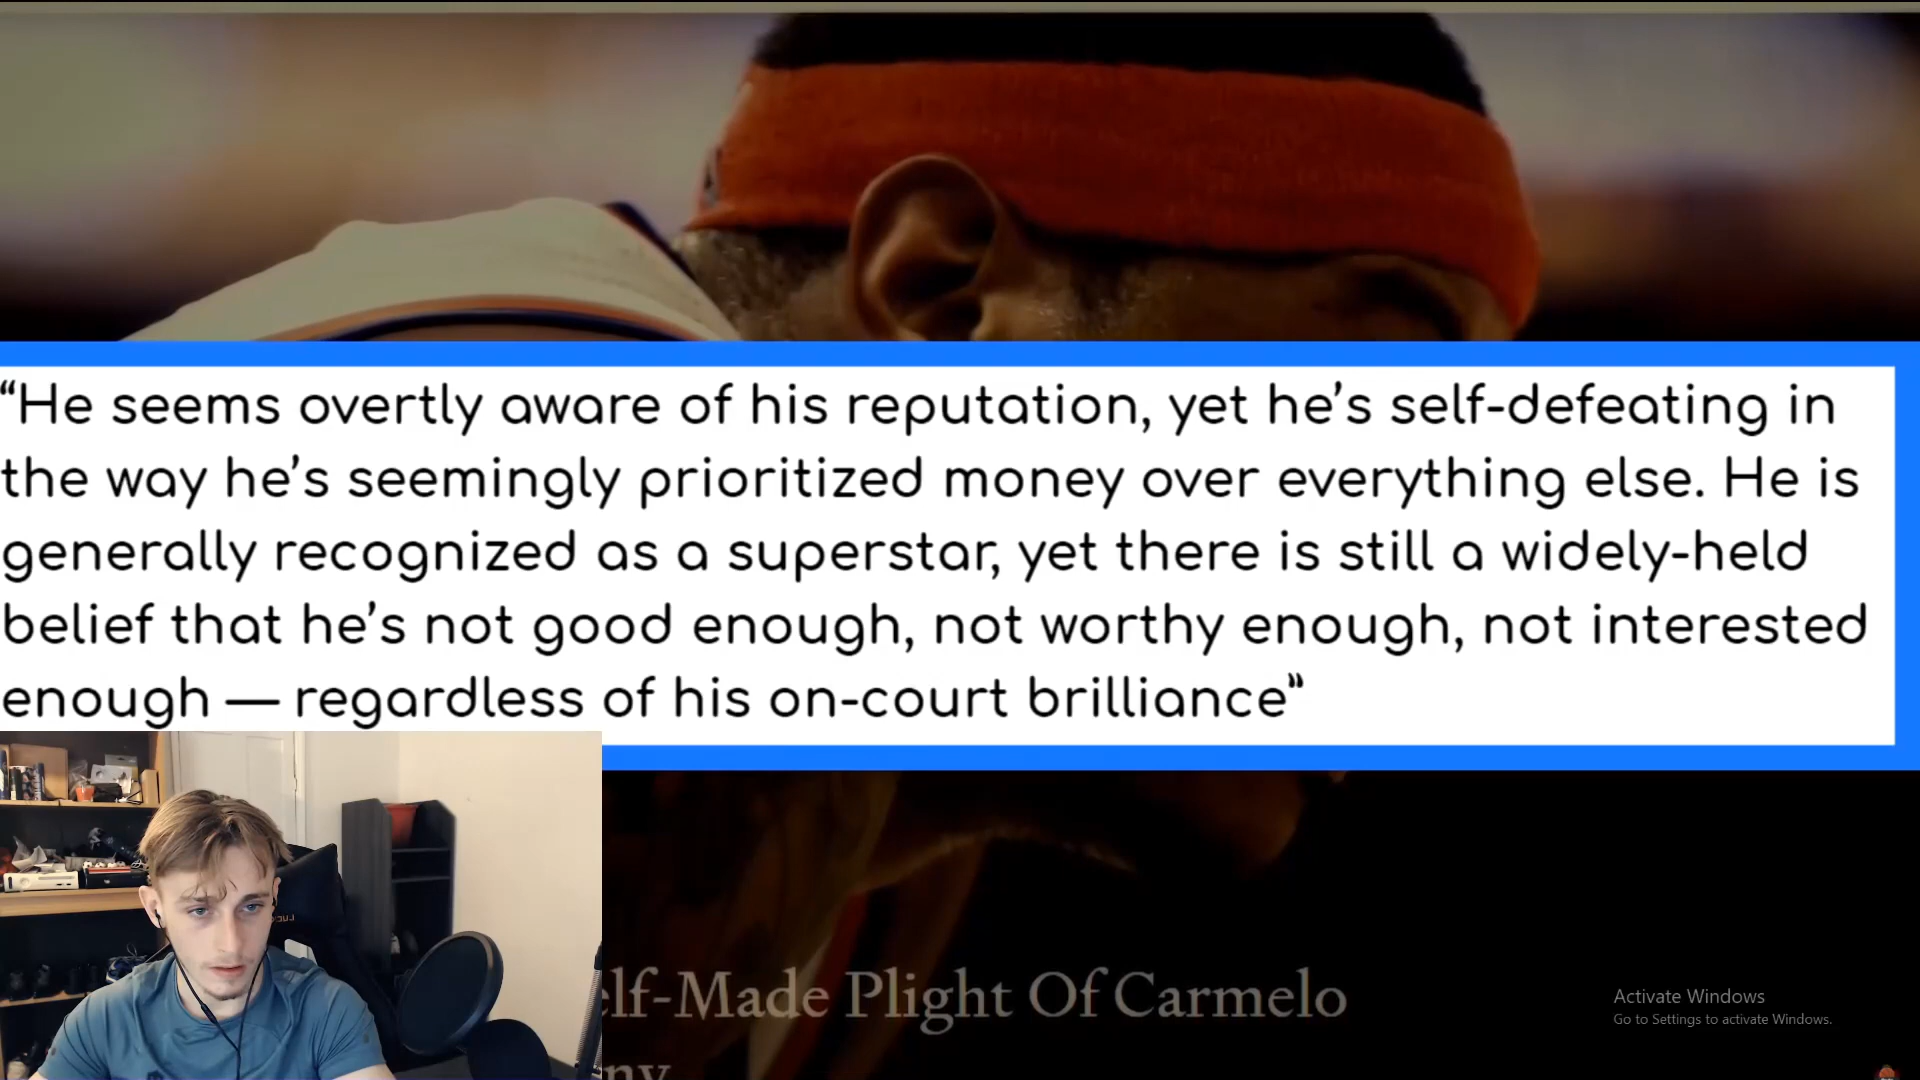 “He seems overtly aware of his reputation, yet he’s self-defeating in
the way he’s seemingly prioritized money over everything else. He is
generally recognized as a superstar, yet there is still a widely-held
belief that he’s not good enough, not worthy enough, not interested
enough — regardless of his on-court brilliance”
elf-Made Plight Of Carmelo
ny
Activate Windows
Go to Settings to activate Windows.